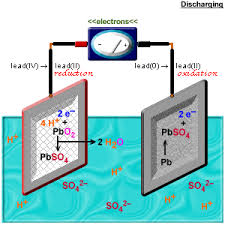 Discharging
<<electrons<<
lead(IV) → lead(II)
reduction
lead(0) → lead(II)
oxidation
2 e⁻
4 H⁺ +
PbO₂
PbSO₄
2 H₂O
2 e⁻
+
PbSO₄
Pb
H⁺
H⁺
H⁺
H⁺
H⁺
SO₄²⁻
SO₄²⁻
SO₄²⁻
SO₄²⁻